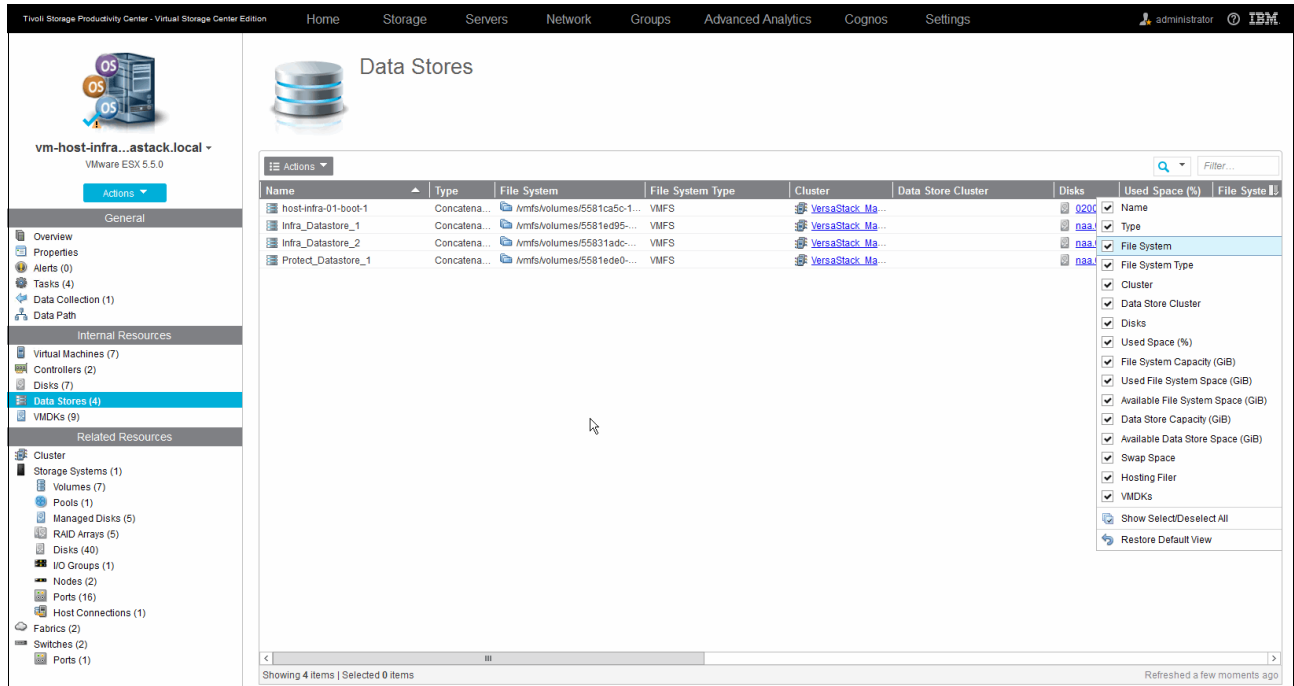 Tivoli Storage Productivity Center - Virtual Storage Center Edition Home Storage Servers Network Groups Advanced Analytics Cognos Settings administrator IBM.
OS
OS
OS
vm-host-infra...astack.local
VMware ESX 5.5.0
Actions
General
Overview
Properties
Alerts (0)
Tasks (4)
Data Collection (1)
Data Path
Internal Resources
Virtual Machines (7)
Controllers (2)
Disks (7)
Data Stores (4)
VMDKs (9)
Related Resources
Cluster
Storage Systems (1)
Volumes (7)
Pools (1)
Managed Disks (5)
RAID Arrays (5)
Disks (40)
I/O Groups (1)
Nodes (2)
Ports (16)
Host Connections (1)
Fabrics (2)
Switches (2)
Ports (1)
Data Stores
Actions Filter...
Name Type File System File System Type Cluster Data Store Cluster Disks Used Space (%) File Syste
host-infra-01-boot-1 Concatena... /vmfs/volumes/5581ca5c-1... VMFS VersaStack_Ma... 0200
Infra_Datastore_1 Concatena... /vmfs/volumes/5581ed95-... VMFS VersaStack_Ma... naa.
Infra_Datastore_2 Concatena... /vmfs/volumes/55831adc-... VMFS VersaStack_Ma... naa.
Protect_Datastore_1 Concatena... /vmfs/volumes/5581ede0-... VMFS VersaStack_Ma... naa.
Name
Type
File System
File System Type
Cluster
Data Store Cluster
Disks
Used Space (%)
File System Capacity (GiB)
Used File System Space (GiB)
Available File System Space (GiB)
Data Store Capacity (GiB)
Available Data Store Space (GiB)
Swap Space
Hosting Filer
VMDKs
Show Select/Deselect All
Restore Default View
Showing 4 items | Selected 0 items Refreshed a few moments ago